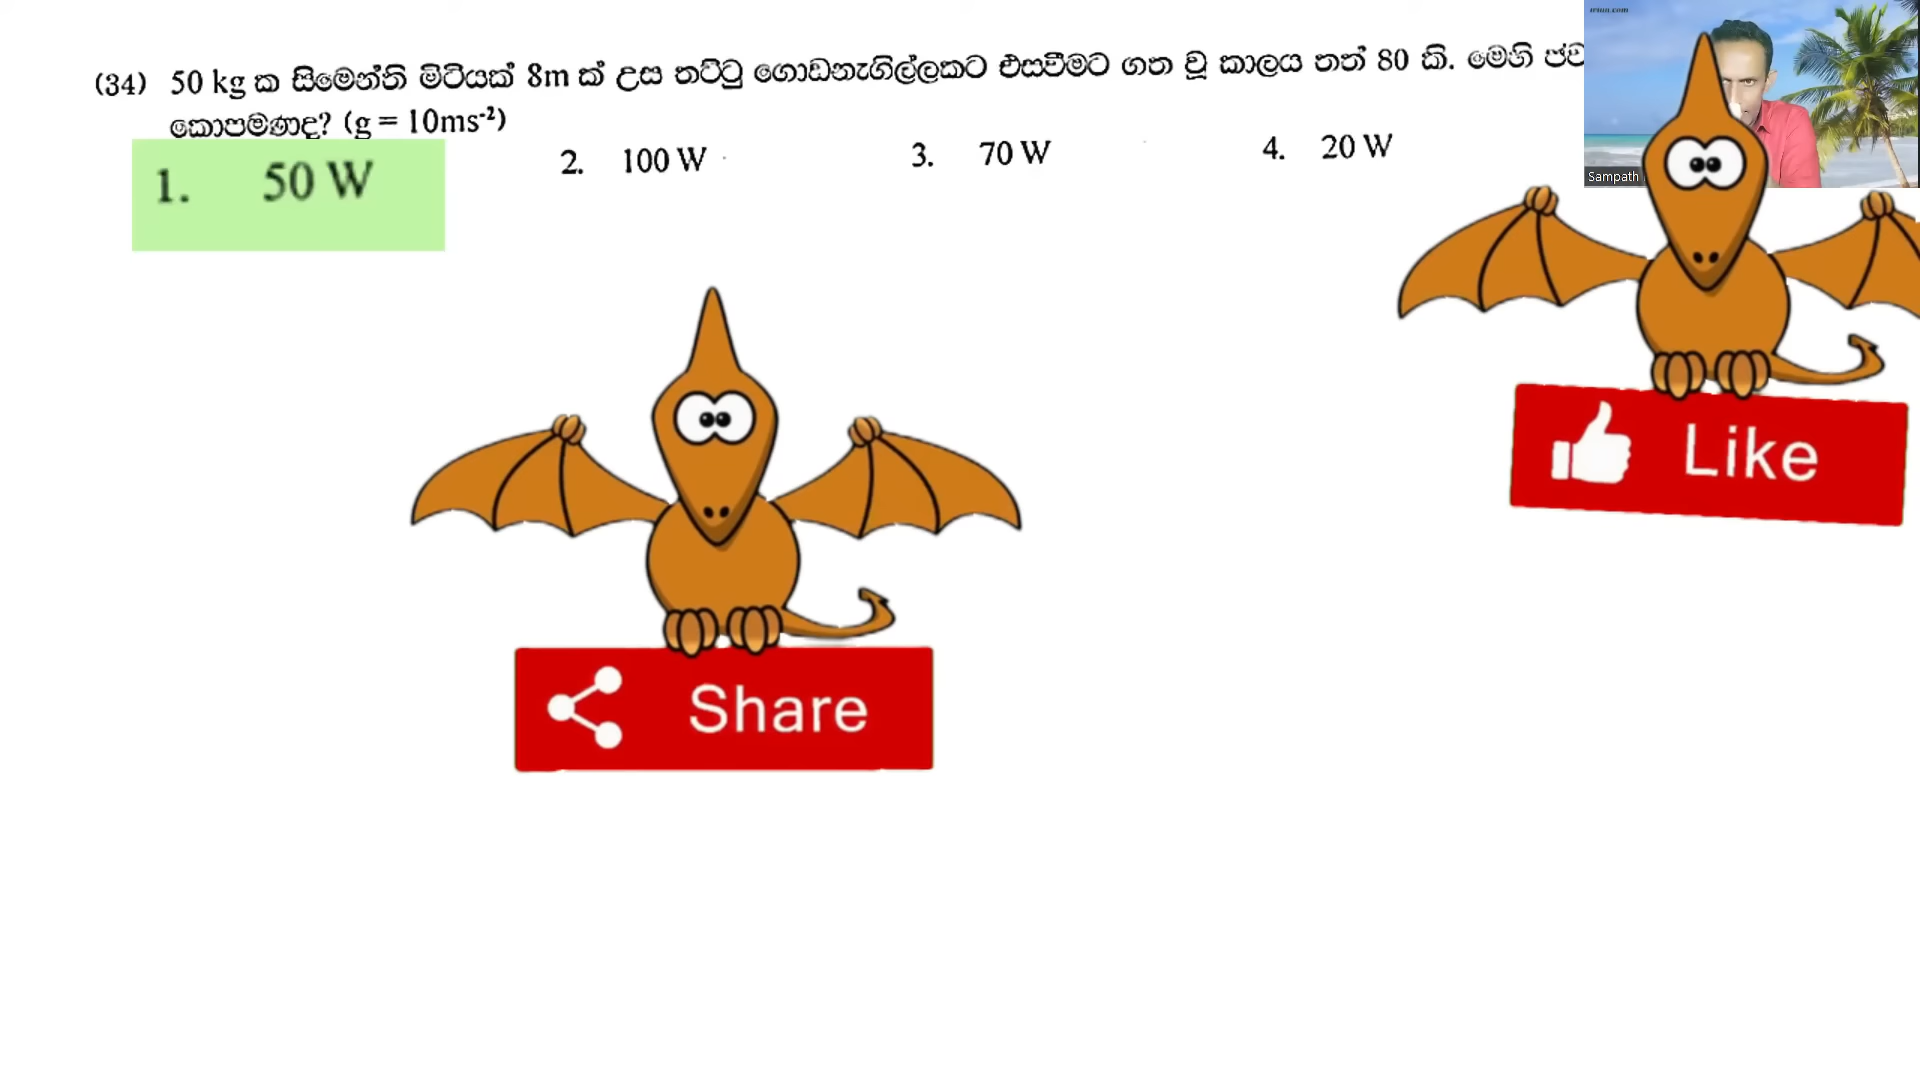 (34) 50 kg ක සිමෙන්ති මිටියක් 8m ක් උස තට්ටු ගොඩනැගිල්ලකට එසවීමට ගත වූ කාලය තත් 80 කි. මෙහි
කොපමණද? (g = 10ms⁻²)
1. 50 W 2. 100 W 3. 70 W 4. 20 W
Sampath
Like
Share